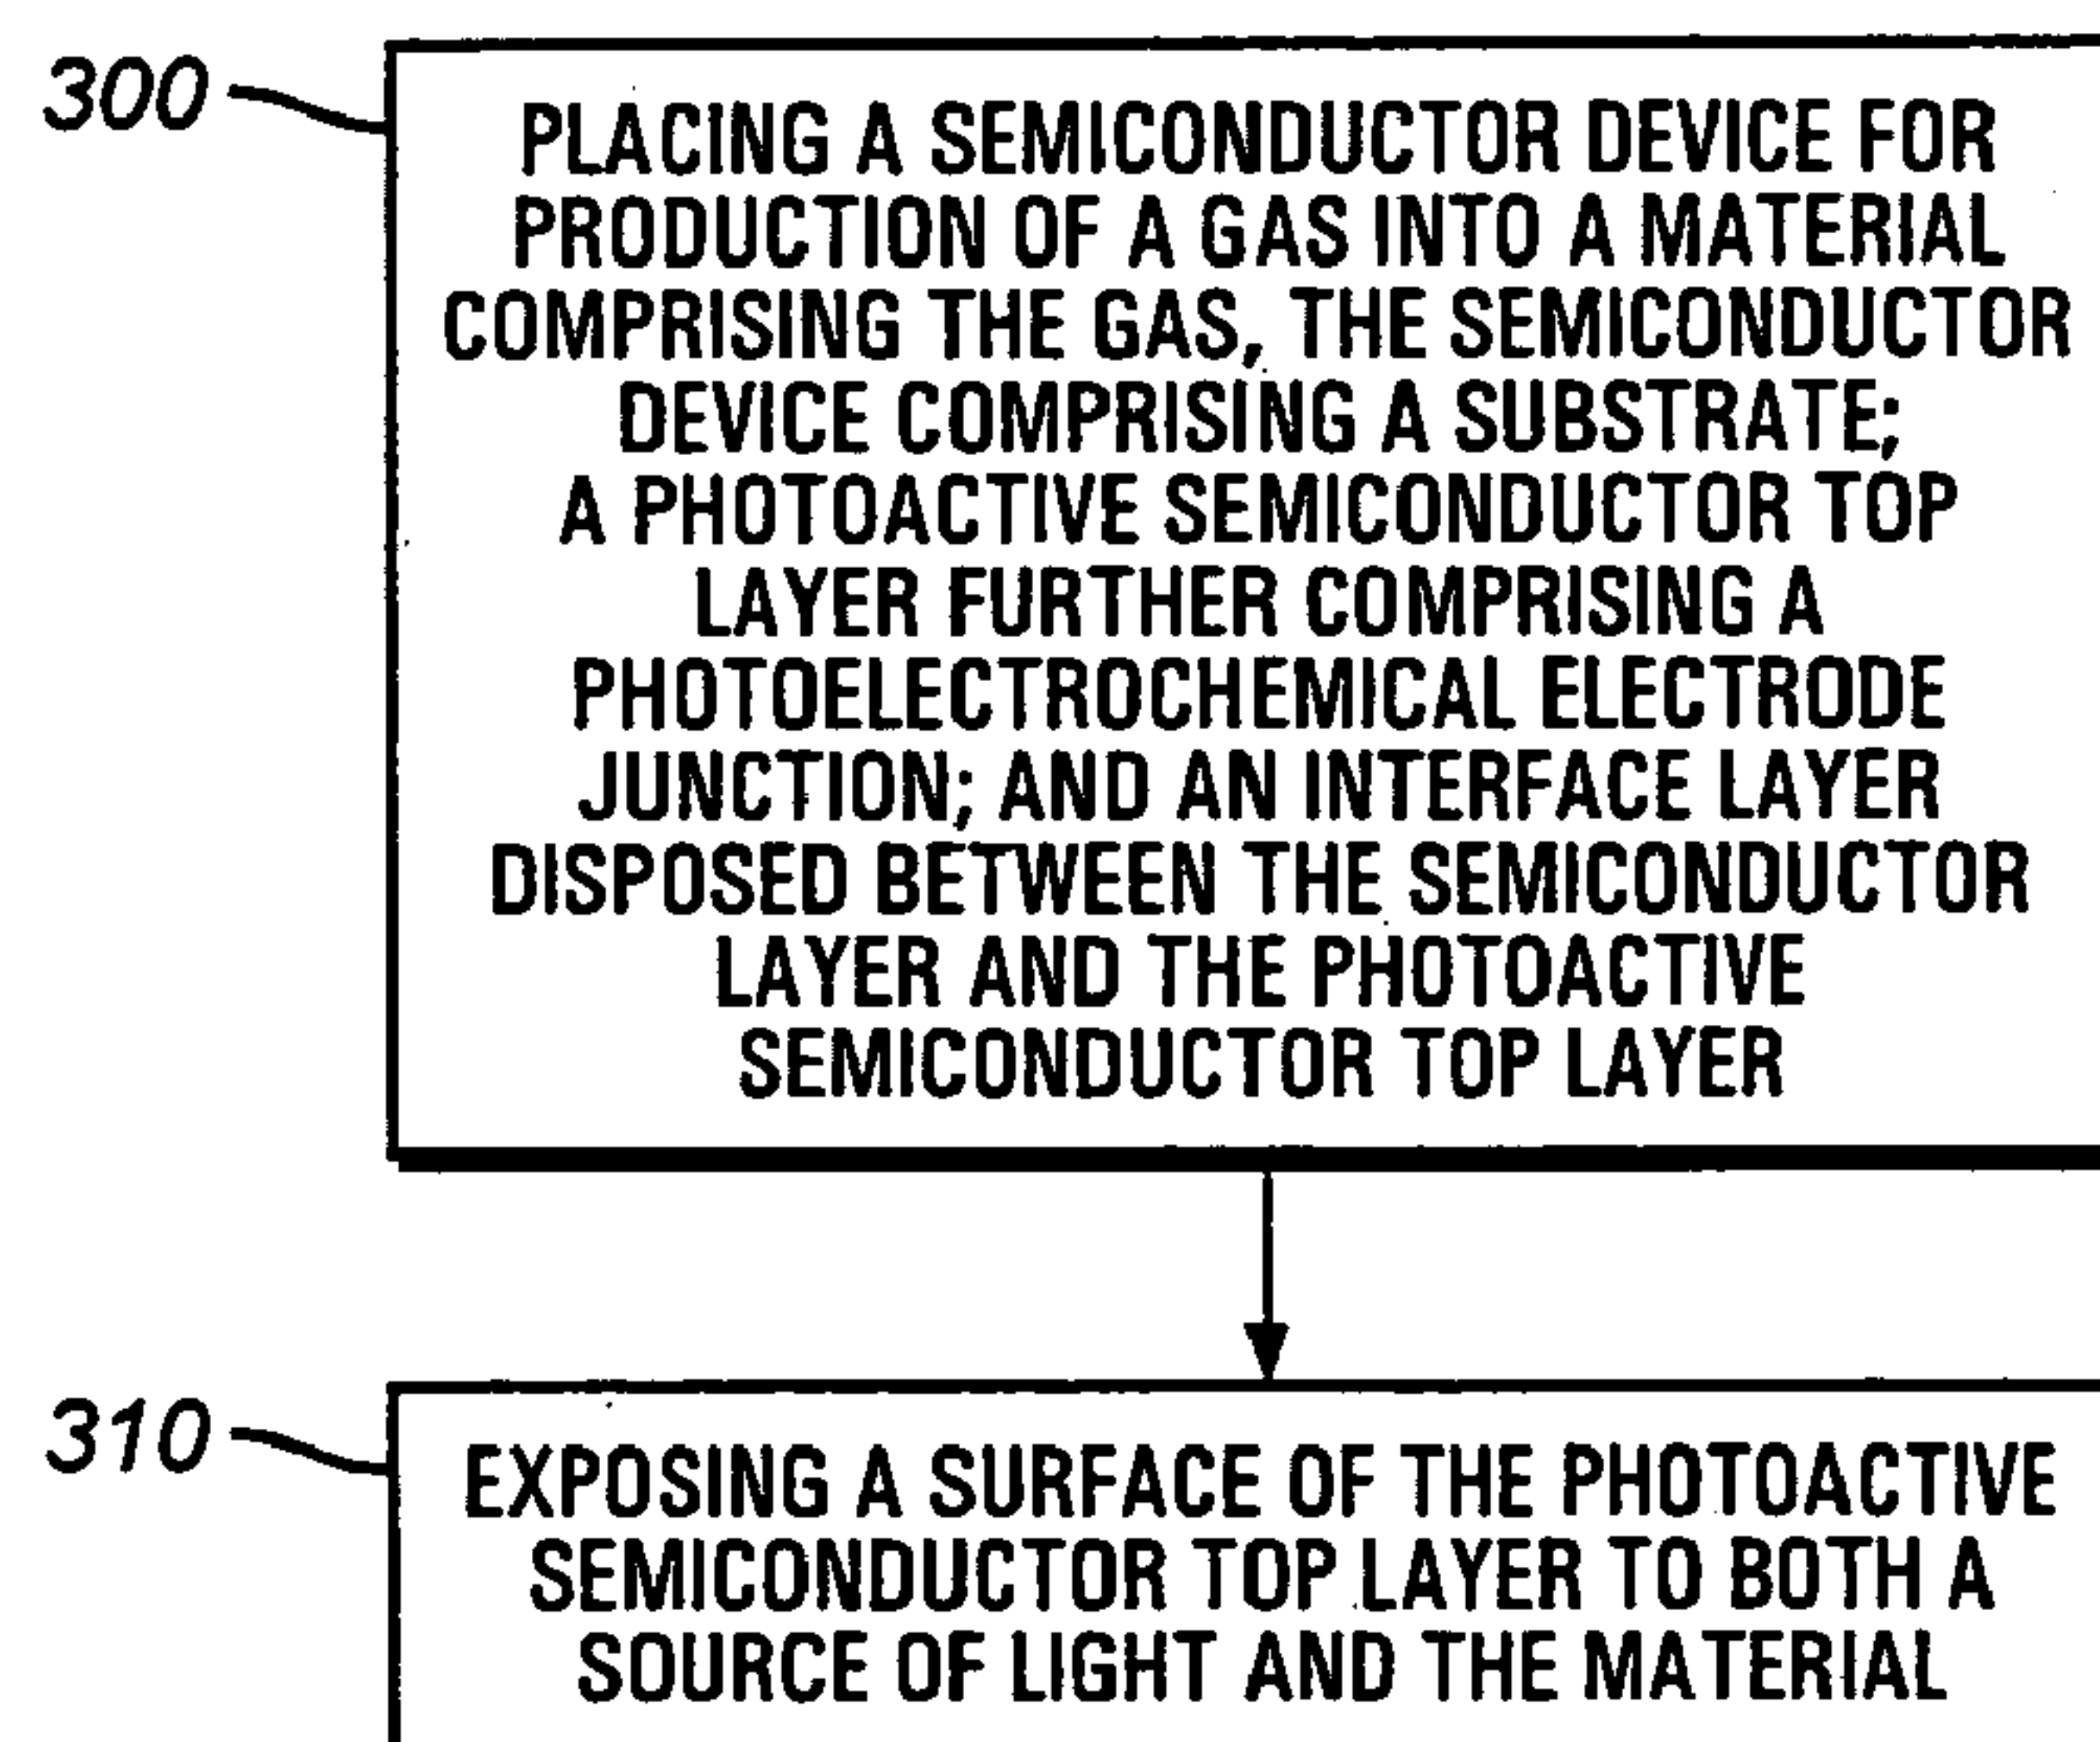 300
PLACING A SEMICONDUCTOR DEVICE FOR
PRODUCTION OF A GAS INTO A MATERIAL
COMPRISING THE GAS, THE SEMICONDUCTOR
DEVICE COMPRISING A SUBSTRATE;
A PHOTOACTIVE SEMICONDUCTOR TOP
LAYER FURTHER COMPRISING A
PHOTOELECTROCHEMICAL ELECTRODE
JUNCTION; AND AN INTERFACE LAYER
DISPOSED BETWEEN THE SEMICONDUCTOR
LAYER AND THE PHOTOACTIVE
SEMICONDUCTOR TOP LAYER
310
EXPOSING A SURFACE OF THE PHOTOACTIVE
SEMICONDUCTOR TOP LAYER TO BOTH A
SOURCE OF LIGHT AND THE MATERIAL